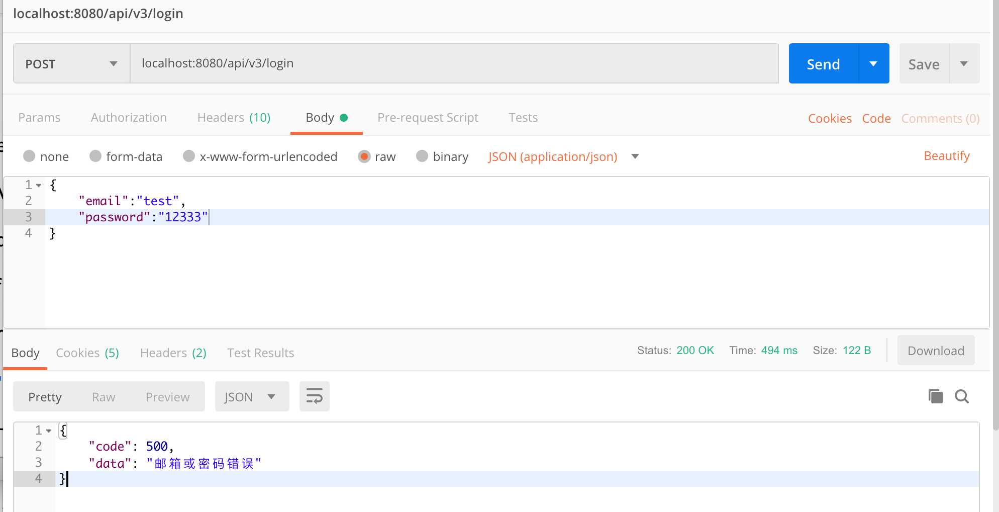 localhost:8080/api/v3/login
POST localhost:8080/api/v3/login Send Save
Params Authorization Headers (10) Body Pre-request Script Tests Cookies Code Comments (0)
none form-data x-www-form-urlencoded raw binary JSON (application/json) Beautify
1 {
2 "email":"test",
3 "password":"12333"
4 }
Body Cookies (5) Headers (2) Test Results Status: 200 OK Time: 494 ms Size: 122 B Download
Pretty Raw Preview JSON
1 {
2 "code": 500,
3 "data": "邮箱或密码错误"
4 }